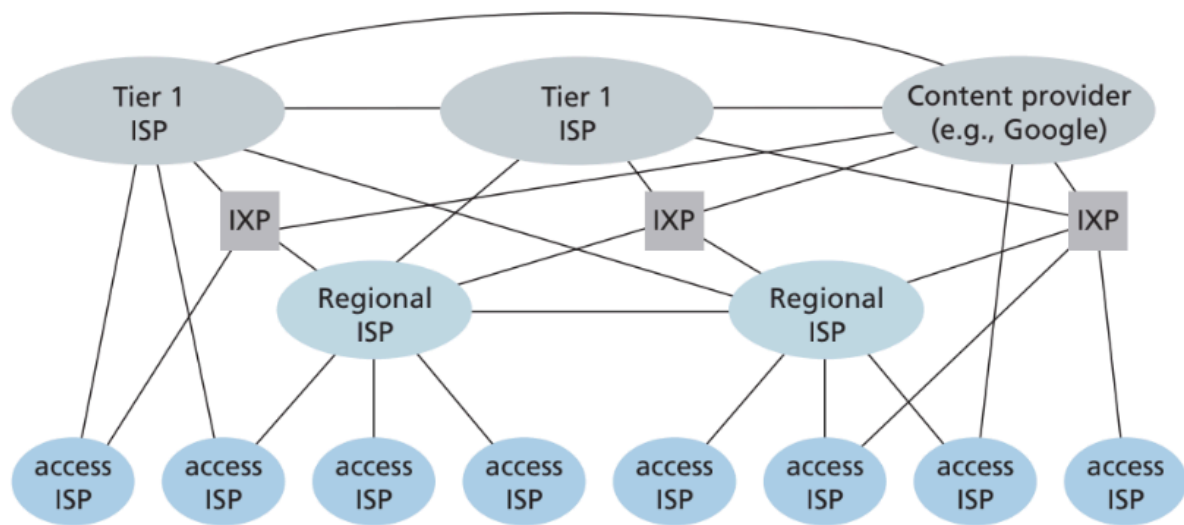 Tier 1
ISP
Tier 1
ISP
Content provider
(e.g., Google)
IXP
IXP
IXP
Regional
ISP
Regional
ISP
access
ISP
access
ISP
access
ISP
access
ISP
access
ISP
access
ISP
access
ISP
access
ISP